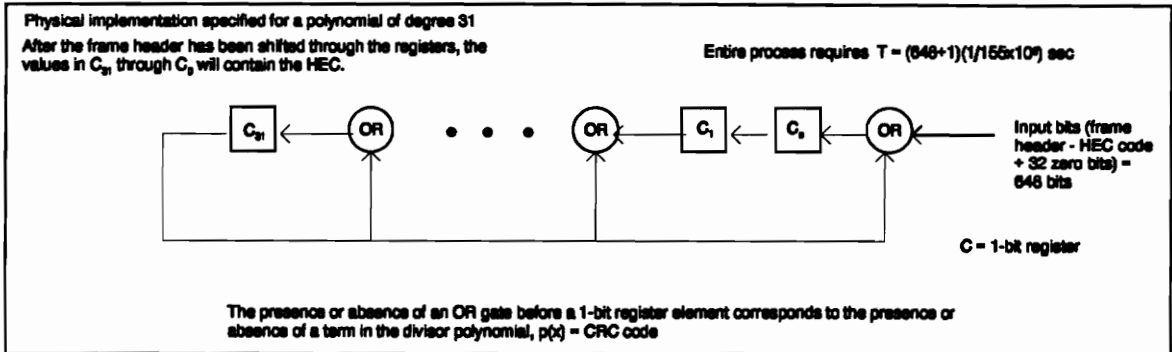 Physical implementation specified for a polynomial of degree 31
After the frame header has been shifted through the registers, the
values in C₃₁ through C₀ will contain the HEC.
Entire process requires T = (648+1)(1/155x10⁶) sec
C₃₁
OR
• • •
OR
C₁
C₀
OR
Input bits (frame
header - HEC code
+ 32 zero bits) =
648 bits
C = 1-bit register
The presence or absence of an OR gate before a 1-bit register element corresponds to the presence or
absence of a term in the divisor polynomial, p(x) = CRC code